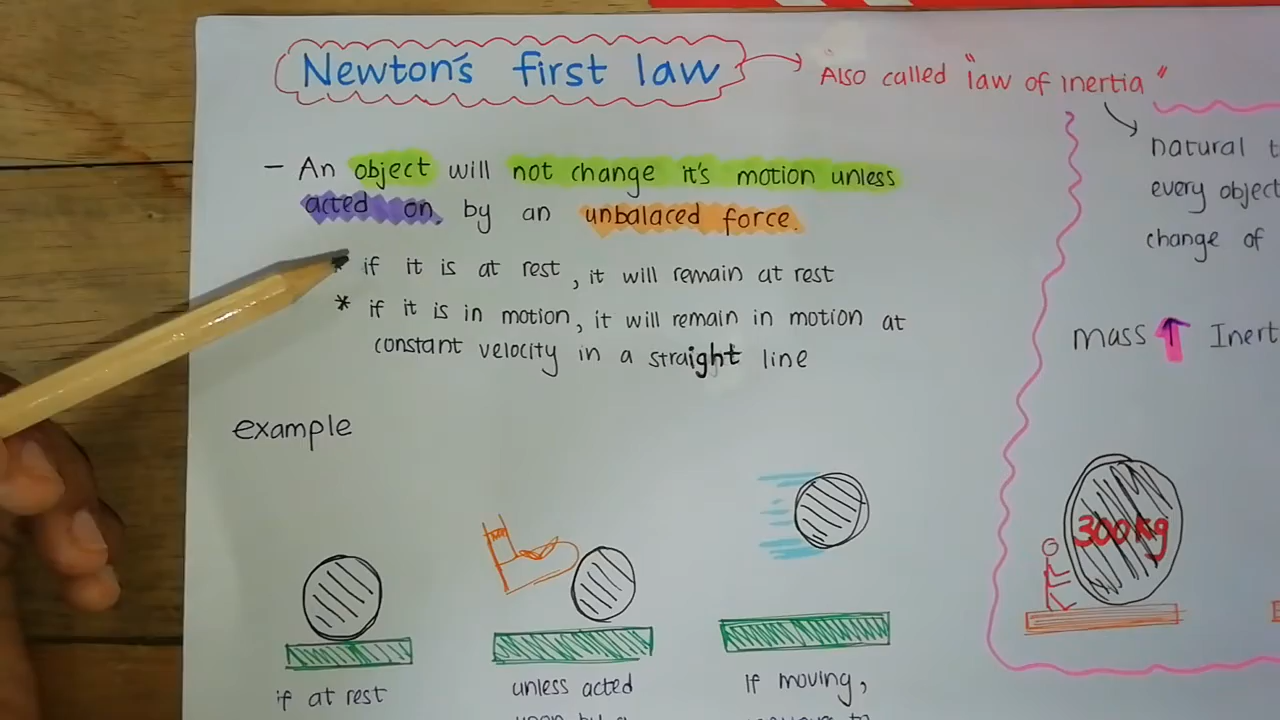 Newton's first law
Also called "law of inertia"
- An object will not change it's motion unless
acted on by an unbalaced force.
* if it is at rest, it will remain at rest
* if it is in motion, it will remain in motion at
constant velocity in a straight line
natural t
every object
change of
mass ↑ Inert
example
300kg
if at rest
unless acted
If moving,